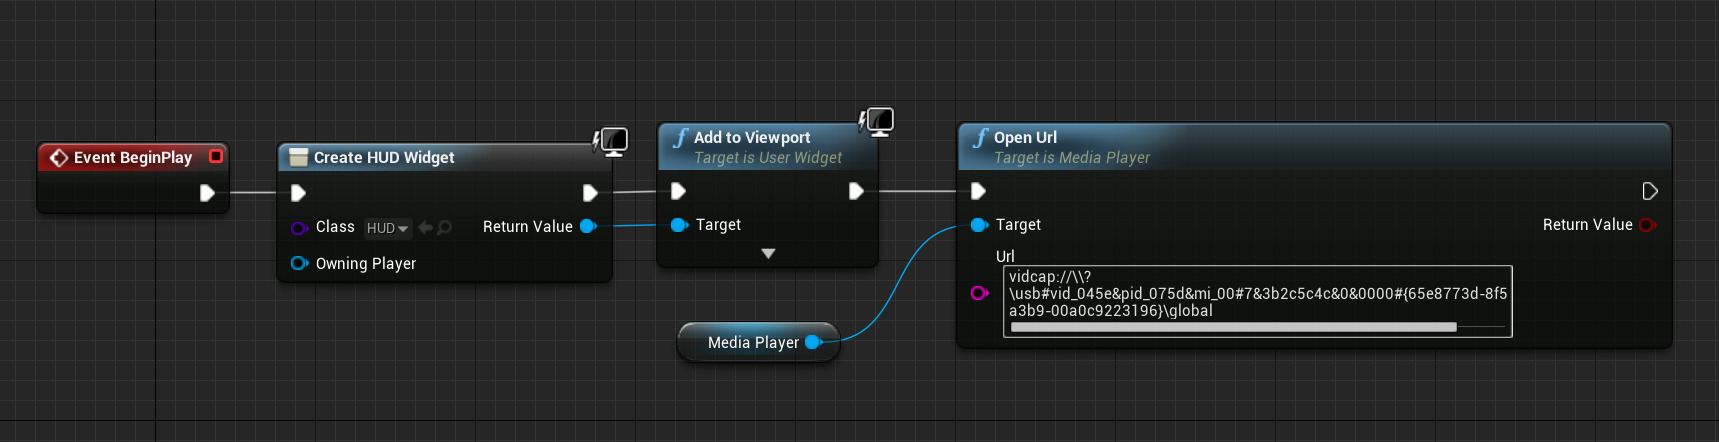 Event BeginPlay
Create HUD Widget
Class
HUD
Return Value
Owning Player
f Add to Viewport
Target is User Widget
Target
Media Player
f Open Url
Target is Media Player
Target
Return Value
Url
vidcap://\\?
\usb#vid_045e&pid_075d&mi_00#7&3b2c5c4c&0&0000#{65e8773d-8f5
a3b9-00a0c9223196}\global